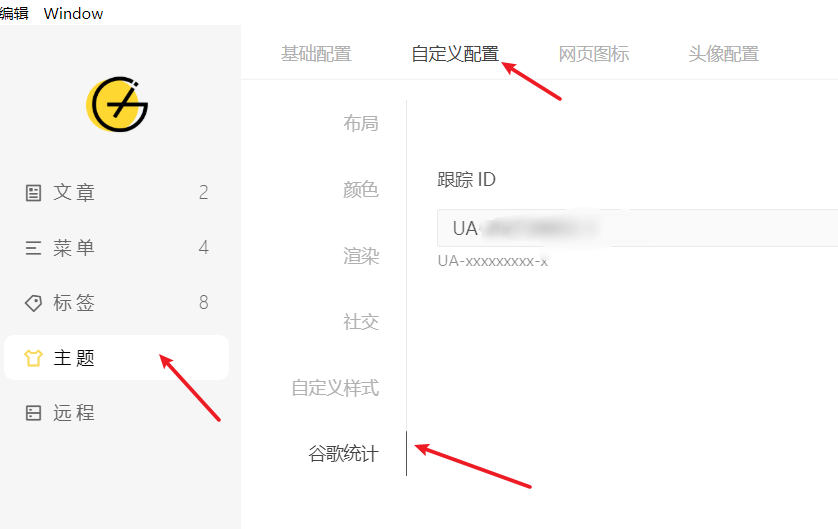 编辑 Window
基础配置 自定义配置 网页图标 头像配置
文章 2
菜单 4
标签 8
主题
远程
布局
颜色
渲染
社交
自定义样式
谷歌统计
跟踪 ID
UA-
UA-xxxxxxxxx-x